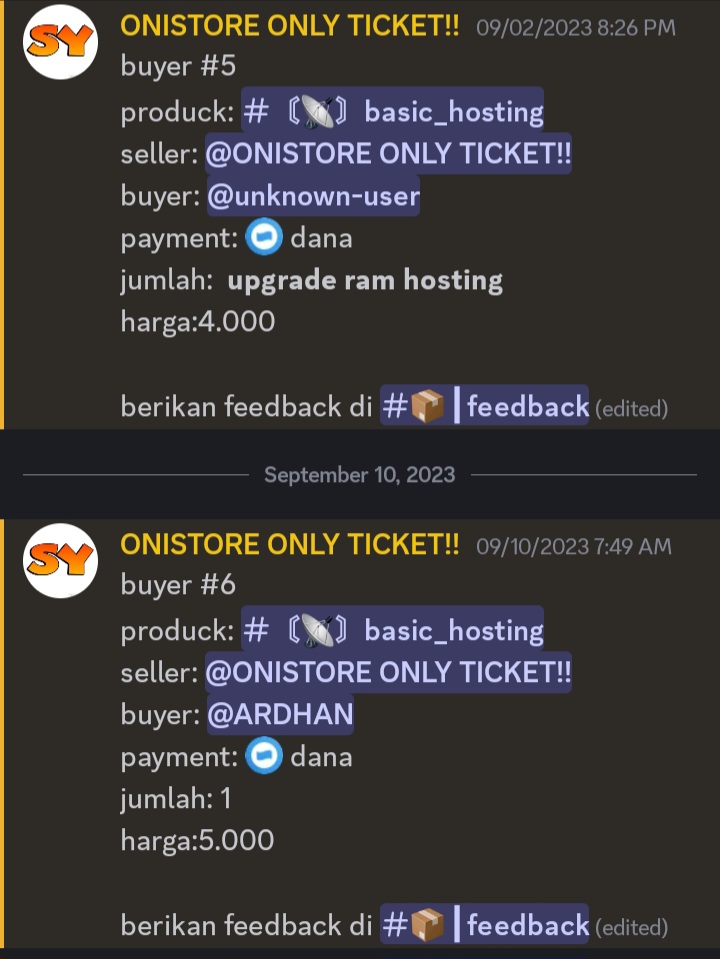 SY
ONISTORE ONLY TICKET!! 09/02/2023 8:26 PM
buyer #5
produck: # 〘📡〙 basic_hosting
seller: @ONISTORE ONLY TICKET!!
buyer: @unknown-user
payment: dana
jumlah: upgrade ram hosting
harga:4.000
berikan feedback di #📦┃feedback (edited)
September 10, 2023
SY
ONISTORE ONLY TICKET!! 09/10/2023 7:49 AM
buyer #6
produck: # 〘📡〙 basic_hosting
seller: @ONISTORE ONLY TICKET!!
buyer: @ARDHAN
payment: dana
jumlah: 1
harga:5.000
berikan feedback di #📦┃feedback (edited)